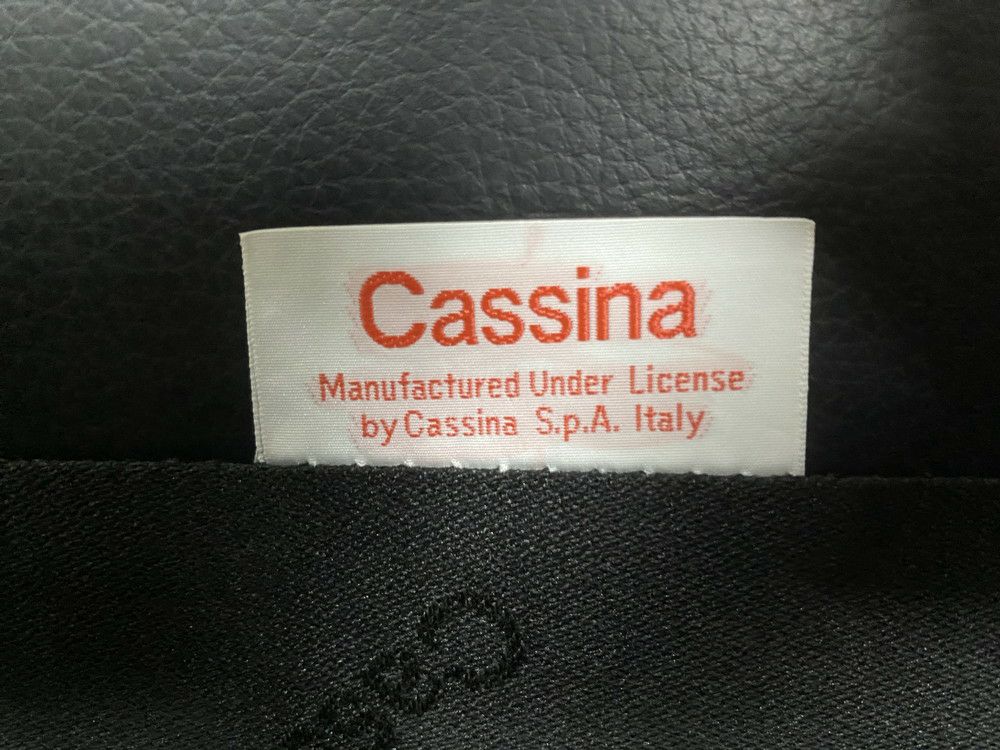 Cassina
Manufactured Under License
by Cassina S.p.A. Italy